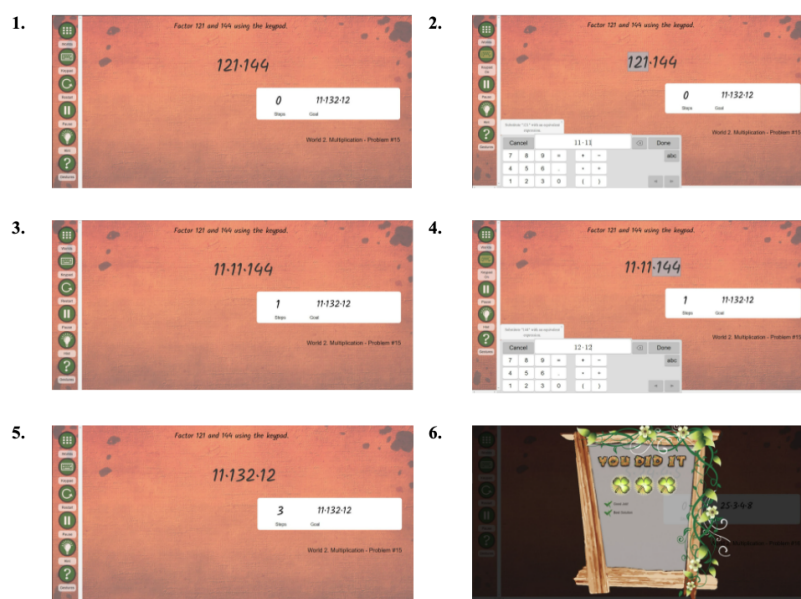 1.
Factor 121 and 144 using the keypad.
121·144
0 11·132·12
Steps Goal
World 2. Multiplication - Problem #15
2.
Factor 121 and 144 using the keypad.
121·144
0 11·132·12
Steps Goal
World 2. Multiplication - Problem #15
Cancel 11·11 Done
7 8 9 abc
4 5 6
1 2 3 0 ( )
3.
Factor 121 and 144 using the keypad.
11·11·144
1 11·132·12
Steps Goal
World 2. Multiplication - Problem #15
4.
Factor 121 and 144 using the keypad.
11·11·144
1 11·132·12
Steps Goal
World 2. Multiplication - Problem #15
Cancel 12·12 Done
7 8 9 abc
4 5 6
1 2 3 0 ( )
5.
Factor 121 and 144 using the keypad.
11·132·12
3 11·132·12
Steps Goal
World 2. Multiplication - Problem #15
6.
YOU DID IT
25·3·4·8